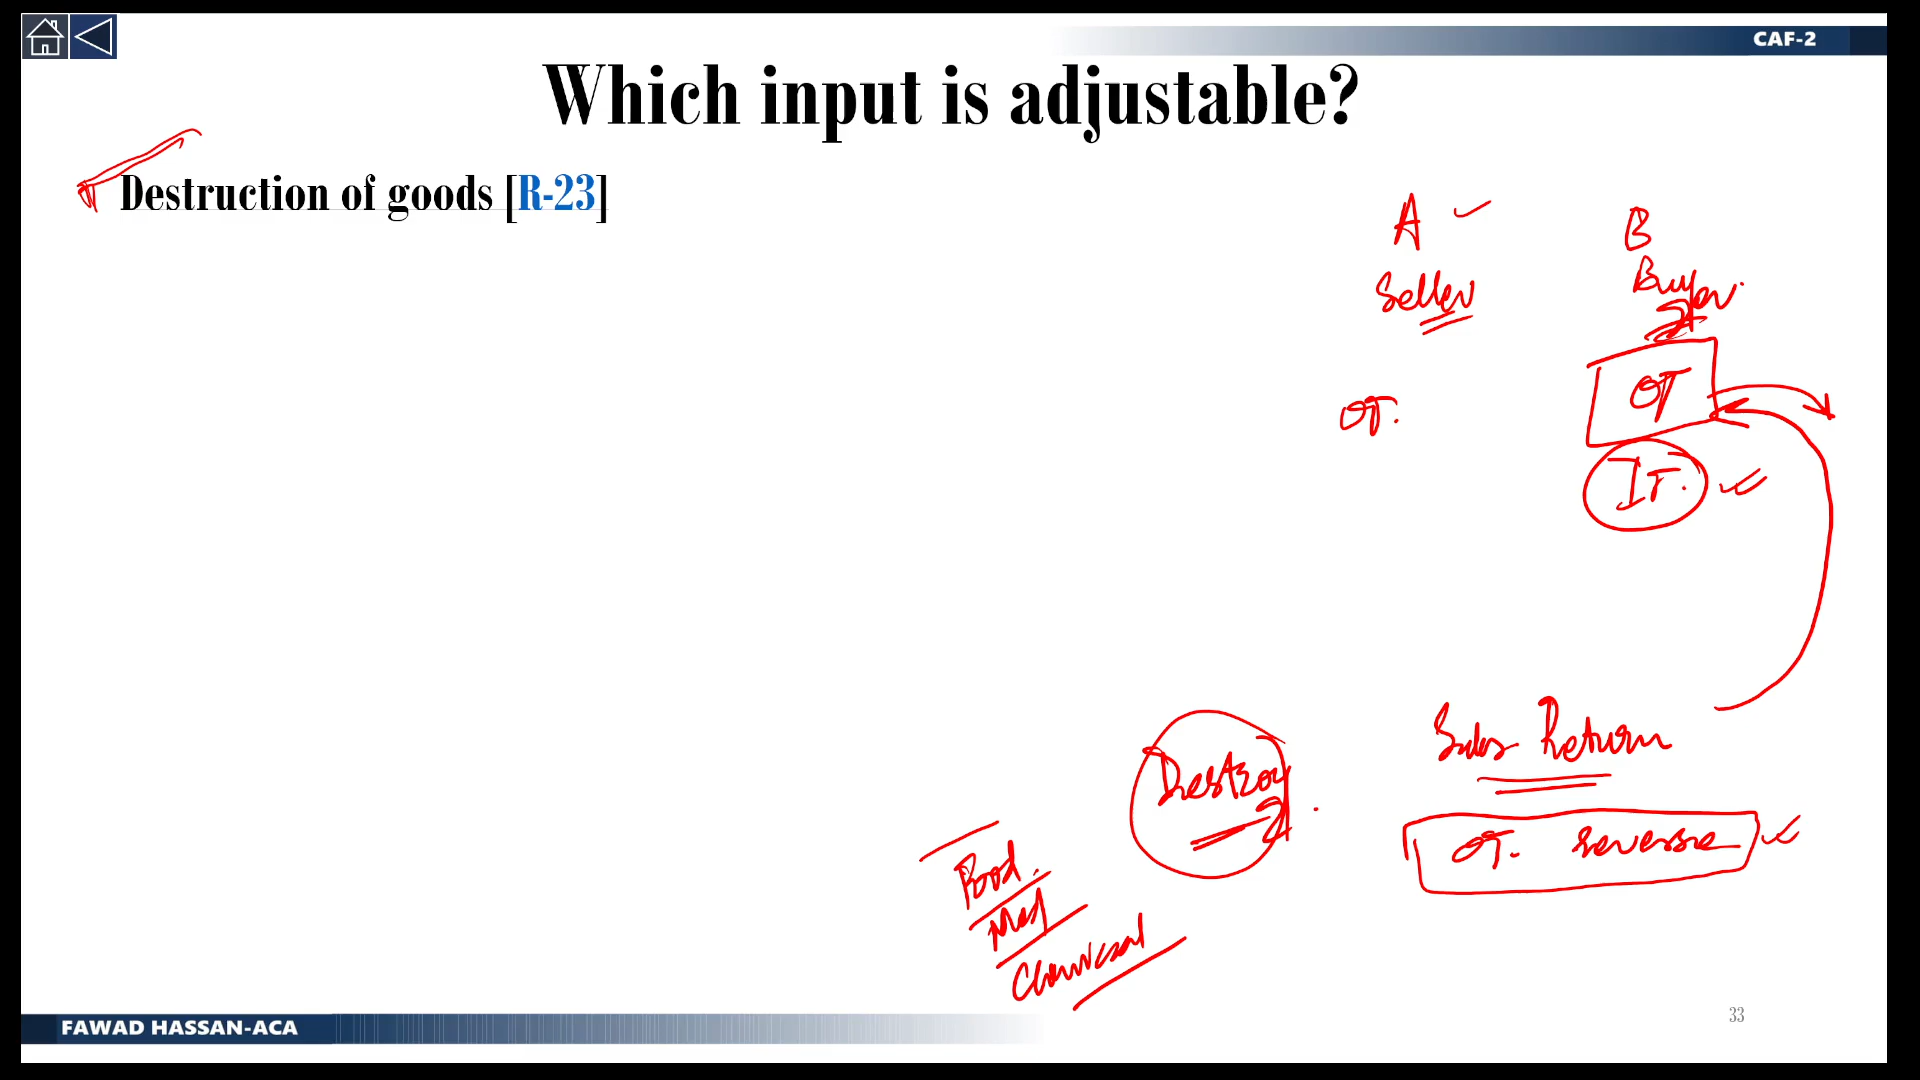 CAF-2
Which input is adjustable?
Destruction of goods [R-23]
A
B
Seller
Buyer.
OT
OT.
IT.
Sales Return
Destroy
OT. reverse
Food.
Med
Chemical
33
FAWAD HASSAN-ACA